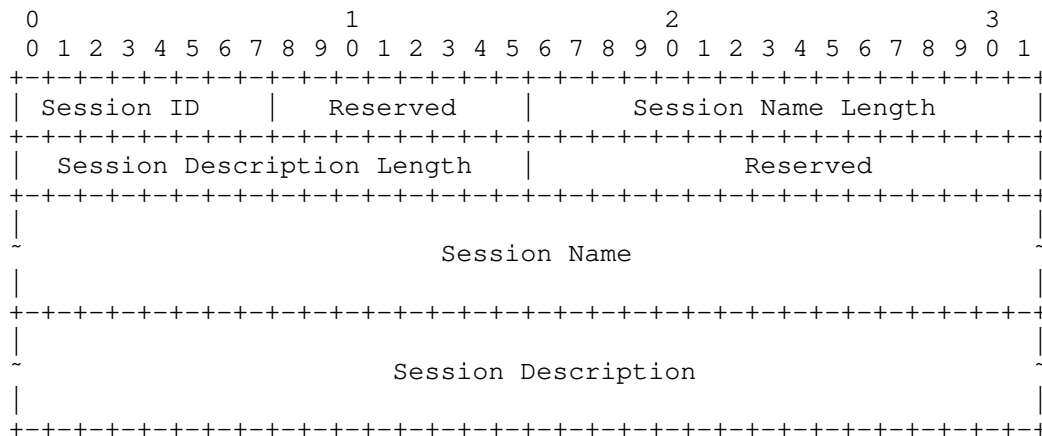 0                   1                   2                   3
 0 1 2 3 4 5 6 7 8 9 0 1 2 3 4 5 6 7 8 9 0 1 2 3 4 5 6 7 8 9 0 1
+-+-+-+-+-+-+-+-+-+-+-+-+-+-+-+-+-+-+-+-+-+-+-+-+-+-+-+-+-+-+-+-+
| Session ID    |   Reserved    |      Session Name Length      |
+-+-+-+-+-+-+-+-+-+-+-+-+-+-+-+-+-+-+-+-+-+-+-+-+-+-+-+-+-+-+-+-+
|  Session Description Length   |             Reserved          |
+-+-+-+-+-+-+-+-+-+-+-+-+-+-+-+-+-+-+-+-+-+-+-+-+-+-+-+-+-+-+-+-+
|                                                               |
~                          Session Name                         ~
|                                                               |
+-+-+-+-+-+-+-+-+-+-+-+-+-+-+-+-+-+-+-+-+-+-+-+-+-+-+-+-+-+-+-+-+
|                                                               |
~                       Session Description                     ~
|                                                               |
+-+-+-+-+-+-+-+-+-+-+-+-+-+-+-+-+-+-+-+-+-+-+-+-+-+-+-+-+-+-+-+-+